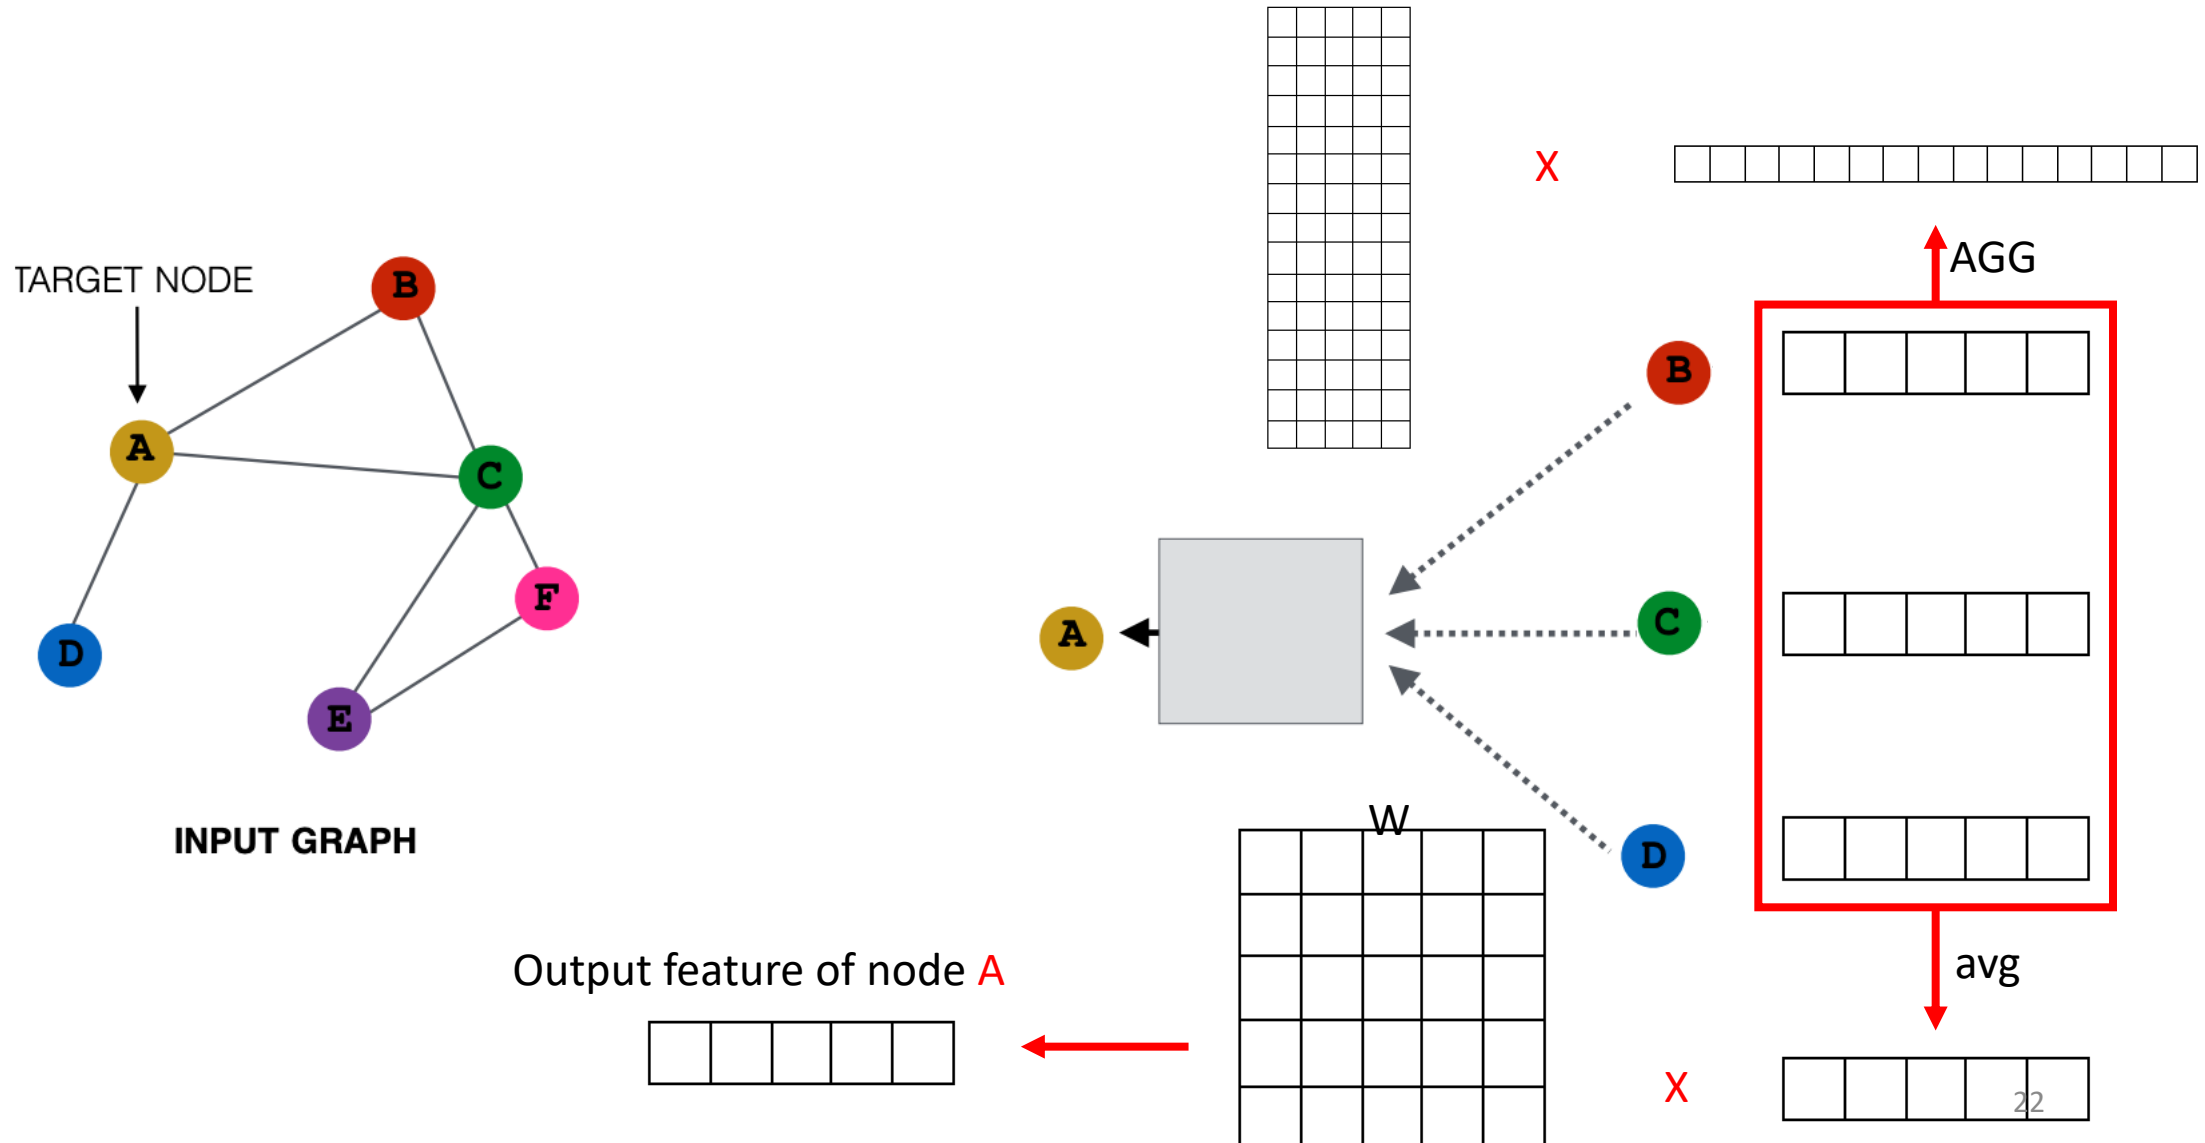 TARGET NODE
B
A
C
F
D
E
INPUT GRAPH
X
AGG
B
A
C
W
D
Output feature of node A
avg
X
22